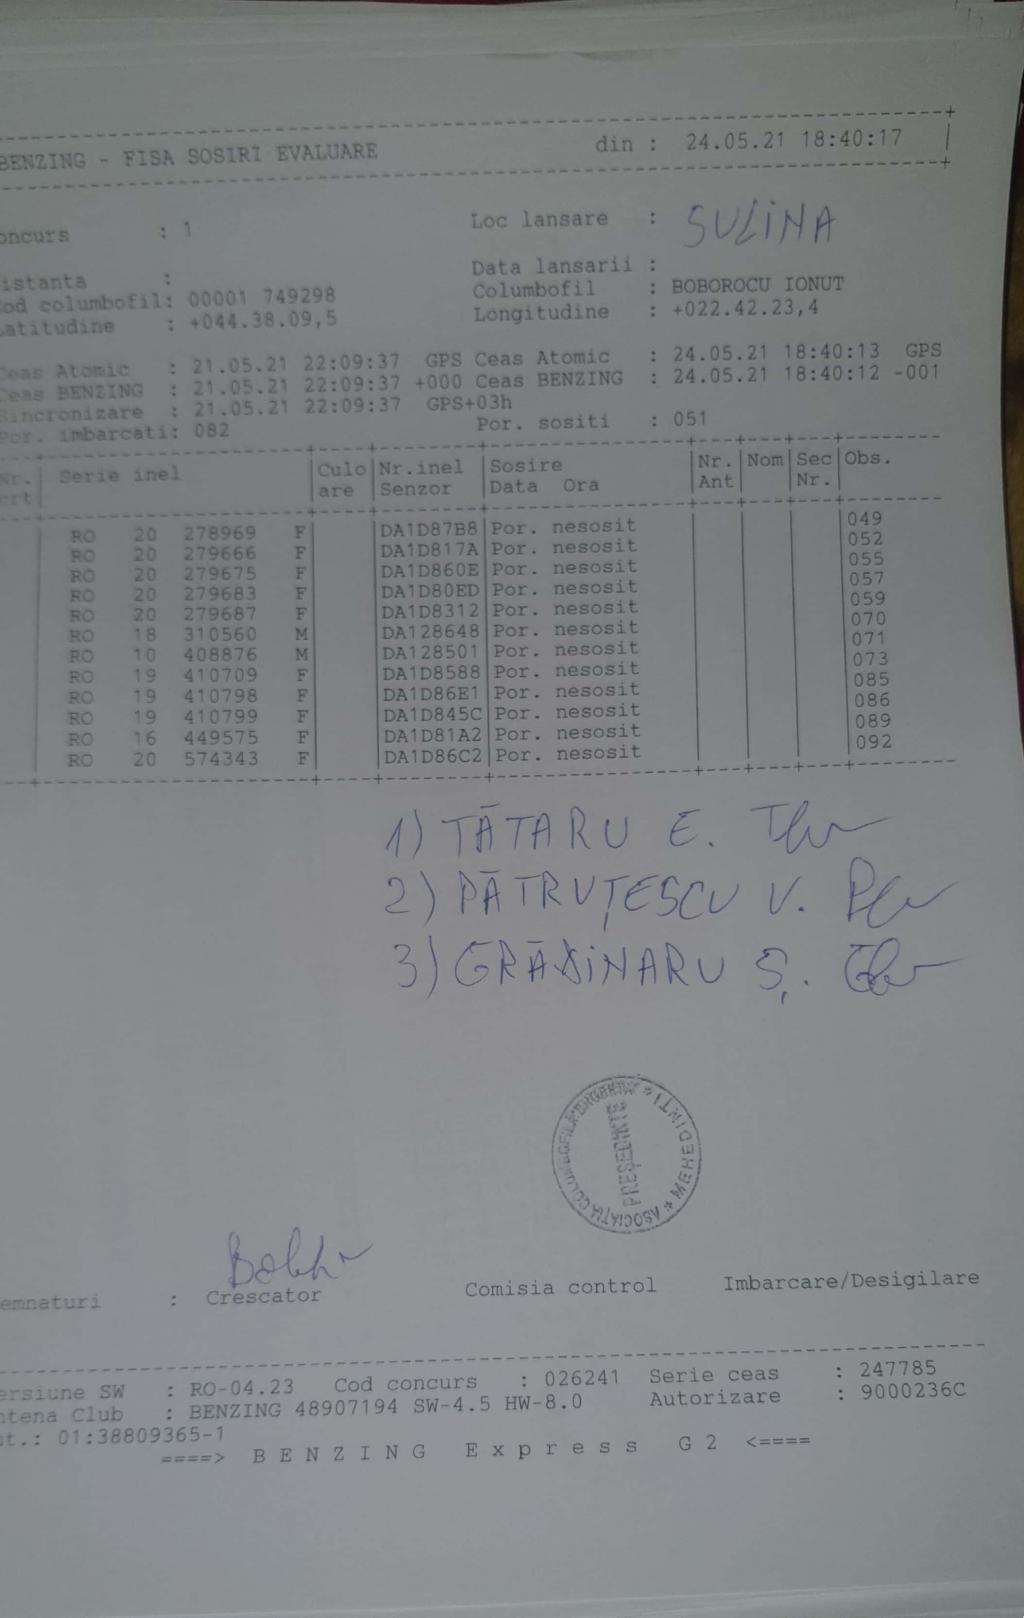 BENZING - FISA SOSIRI EVALUARE din : 24.05.21 18:40:17
oncurs : 1 Loc lansare : SULINA
istanta : Data lansarii :
od columbofil: 00001 749298 Columbofil : BOBOROCU IONUT
Latitudine : +044.38.09,5 Longitudine : +022.42.23,4
Ceas Atomic : 21.05.21 22:09:37 GPS Ceas Atomic : 24.05.21 18:40:13 GPS
Ceas BENZING : 21.05.21 22:09:37 +000 Ceas BENZING : 24.05.21 18:40:12 -001
Sincronizare : 21.05.21 22:09:37 GPS+03h
Por. imbarcati: 082 Por. sositi : 051
Nr. Serie inel Culo Nr.inel Sosire Nr. Nom Sec Obs.
crt are Senzor Data Ora Ant Nr.
RO 20 278969 F DA1D87B8 Por. nesosit 049
RO 20 279666 F DA1D817A Por. nesosit 052
RO 20 279675 F DA1D860E Por. nesosit 055
RO 20 279683 F DA1D80ED Por. nesosit 057
RO 20 279687 F DA1D8312 Por. nesosit 059
RO 18 310560 M DA128648 Por. nesosit 070
RO 10 408876 M DA128501 Por. nesosit 071
RO 19 410709 F DA1D8588 Por. nesosit 073
RO 19 410798 F DA1D86E1 Por. nesosit 085
RO 19 410799 F DA1D845C Por. nesosit 086
RO 16 449575 F DA1D81A2 Por. nesosit 089
RO 20 574343 F DA1D86C2 Por. nesosit 092
1) TĂTARU E.
2) PĂTRUȚESCU V.
3) GRĂDINARU Ș.
ASOCIAȚIA COLUMBOFILĂ * MEHEDINTI *
PREȘEDINTE
emnaturi : Crescator Comisia control Imbarcare/Desigilare
ersiune SW : RO-04.23 Cod concurs : 026241 Serie ceas : 247785
ntena Club : BENZING 48907194 SW-4.5 HW-8.0 Autorizare : 9000236C
ut.: 01:38809365-1
====> B E N Z I N G E x p r e s s G 2 <====